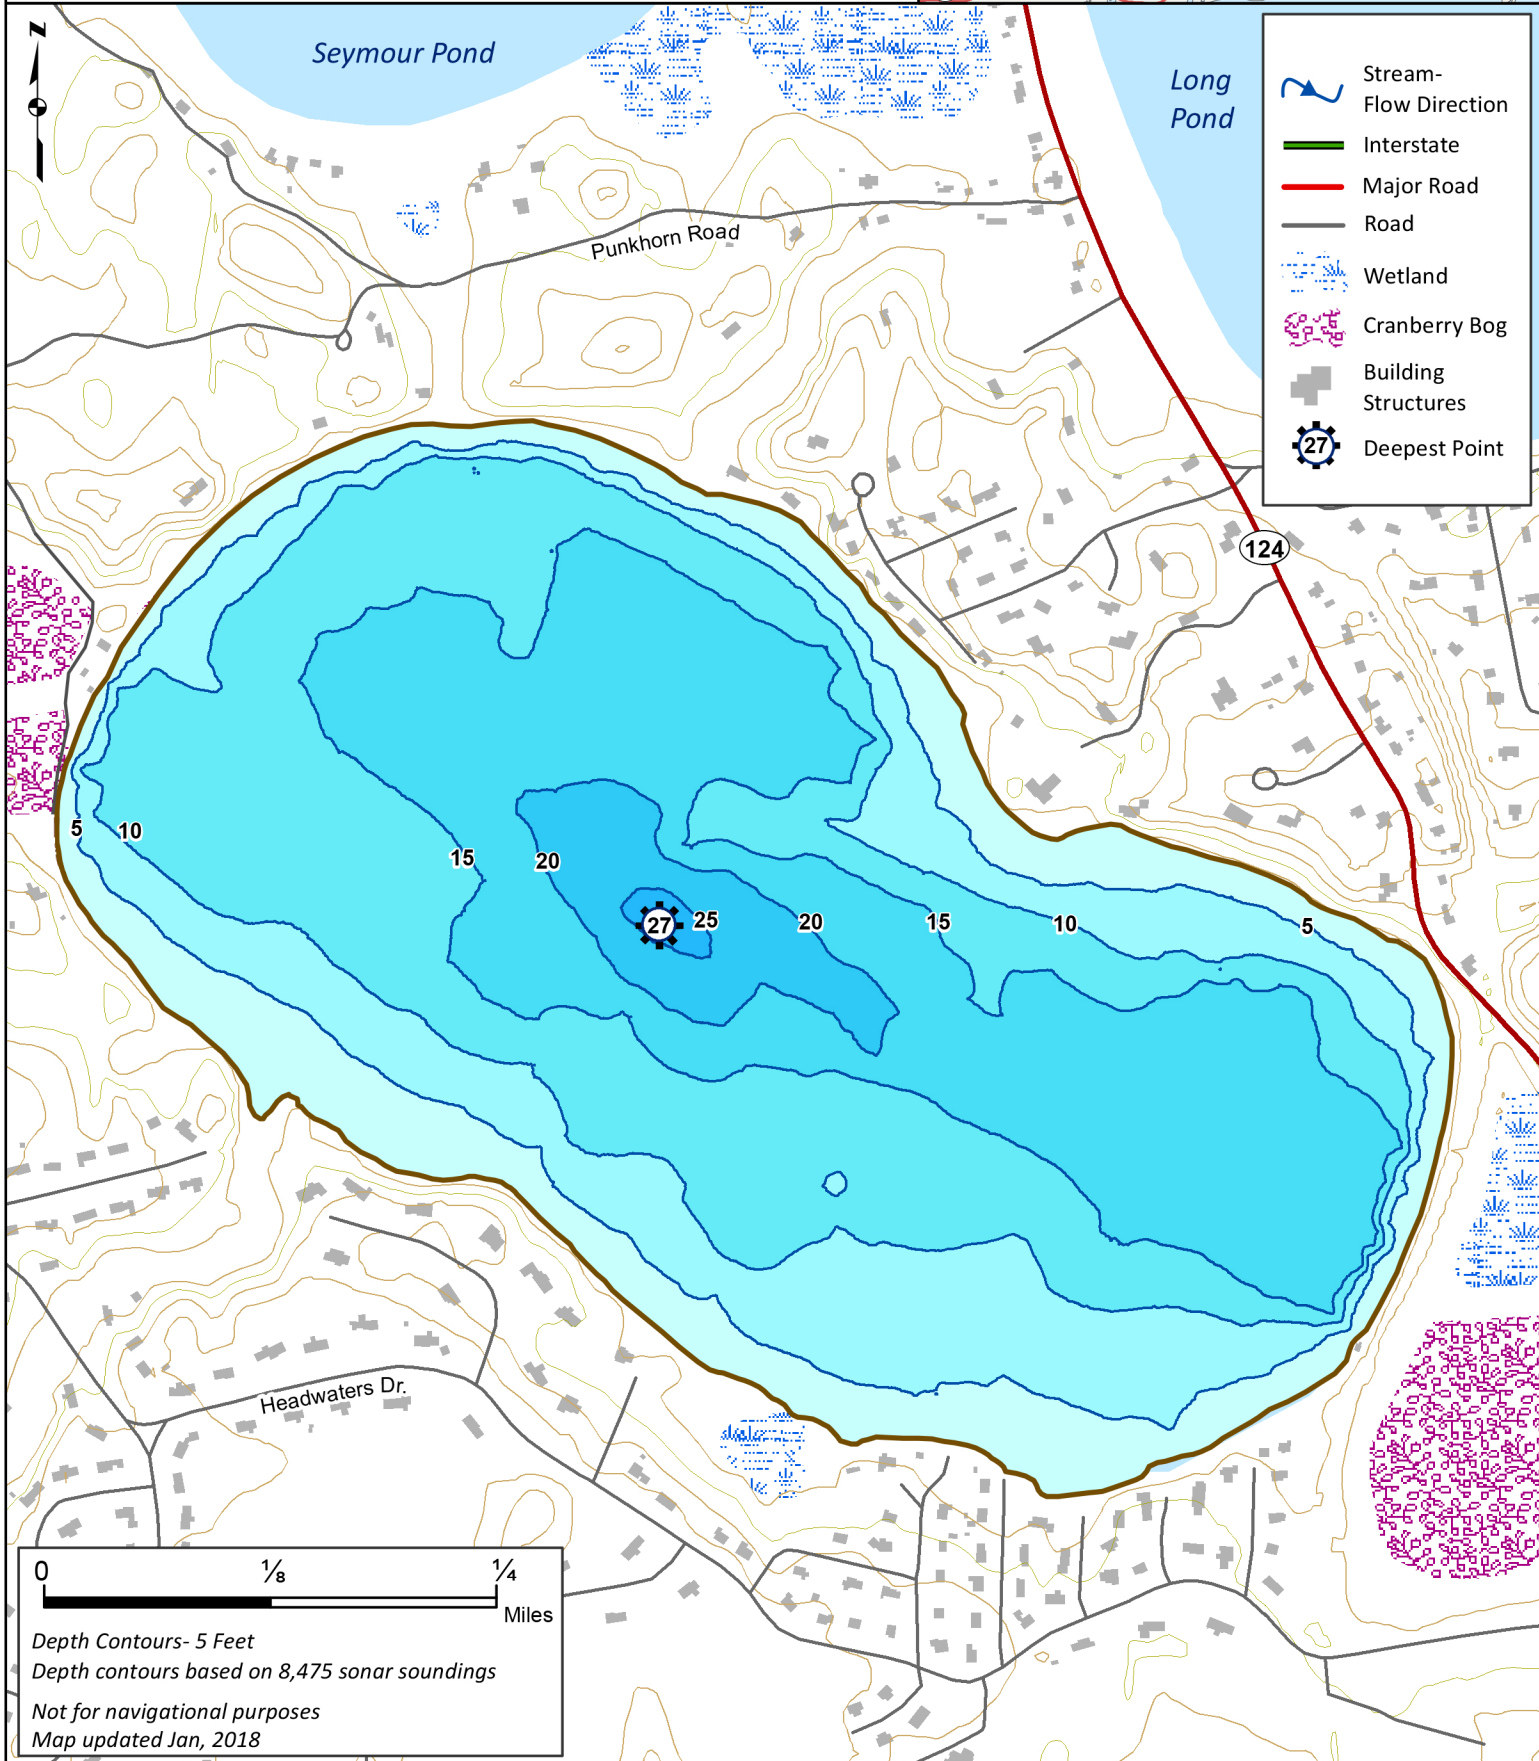 N
Seymour Pond
Long
Pond
Stream-
Flow Direction
Interstate
Major Road
Road
Wetland
Cranberry Bog
Building
Structures
27
Deepest Point
Punkhorn Road
124
5
10
15
20
27
25
20
15
10
5
Headwaters Dr.
0
⅛
¼
Miles
Depth Contours- 5 Feet
Depth contours based on 8,475 sonar soundings
Not for navigational purposes
Map updated Jan, 2018